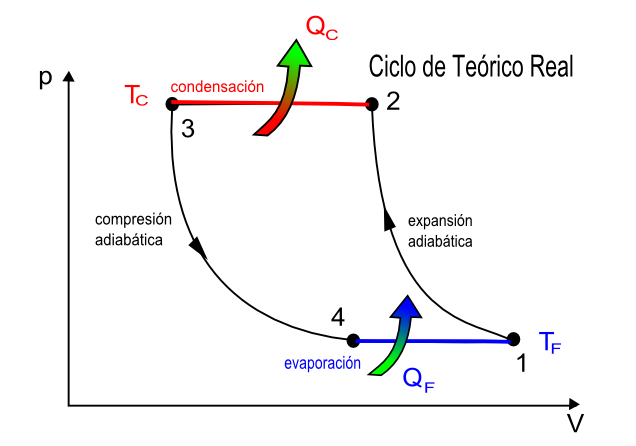 Q_C
Ciclo de Teórico Real
p
T_C
condensación
2
3
compresión
adiabática
expansión
adiabática
4
evaporación
1
T_F
Q_F
V